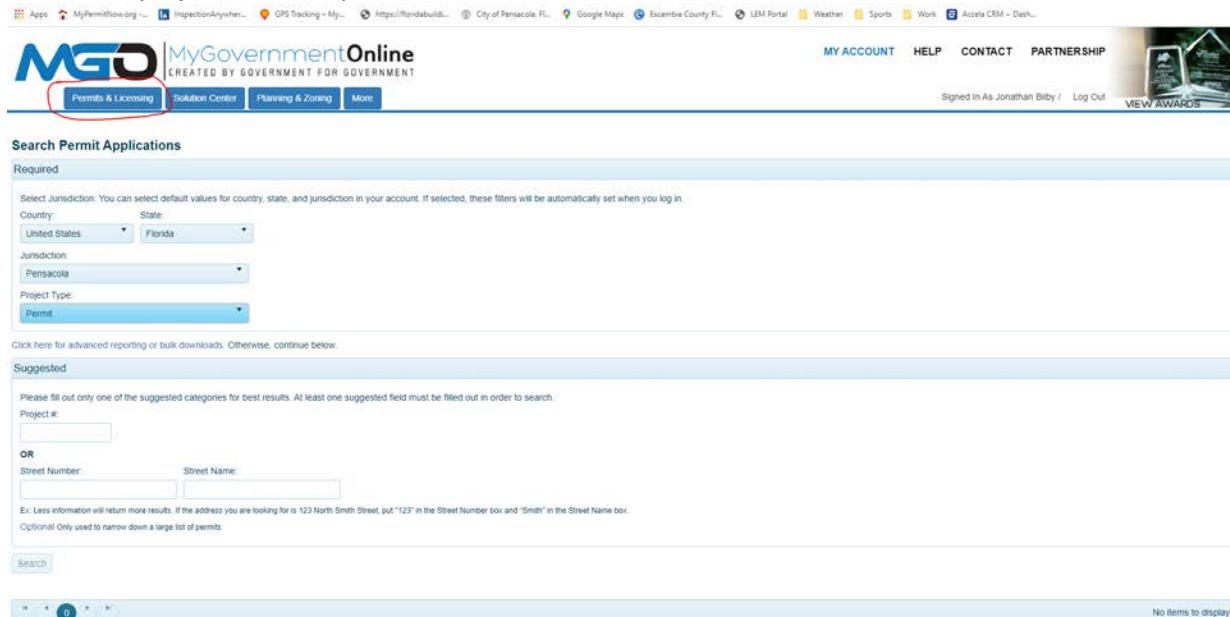 Apps MyPermitNow.org -... InspectionAnywher... GPS Tracking – My... https://floridabuildi... City of Pensacola, Fl... Google Maps Escambia County Fl... LEM Portal Weather Sports Work Accela CRM – Dash...
MGO MyGovernmentOnline
CREATED BY GOVERNMENT FOR GOVERNMENT
MY ACCOUNT HELP CONTACT PARTNERSHIP
Permits & Licensing Solution Center Planning & Zoning More
Signed In As Jonathan Bilby / Log Out
VIEW AWARDS
Search Permit Applications
Required
Select Jurisdiction: You can select default values for country, state, and jurisdiction in your account. If selected, these filters will be automatically set when you log in.
Country: State:
United States Florida
Jurisdiction:
Pensacola
Project Type:
Permit
Click here for advanced reporting or bulk downloads. Otherwise, continue below.
Suggested
Please fill out only one of the suggested categories for best results. At least one suggested field must be filled out in order to search.
Project #:
OR
Street Number: Street Name:
Ex: Less information will return more results. If the address you are looking for is 123 North Smith Street, put "123" in the Street Number box and "Smith" in the Street Name box.
Optional Only used to narrow down a large list of permits
Search
0
No items to display